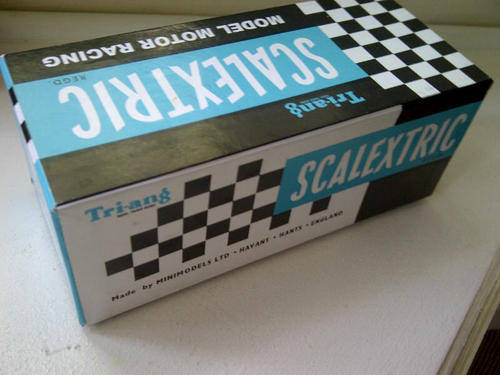 MODEL MOTOR RACING
SCALEXTRIC
REGD.
Tri-ang
Tri-ang
SCALEXTRIC
Made by MINIMODELS LTD · HAVANT · HANTS · ENGLAND